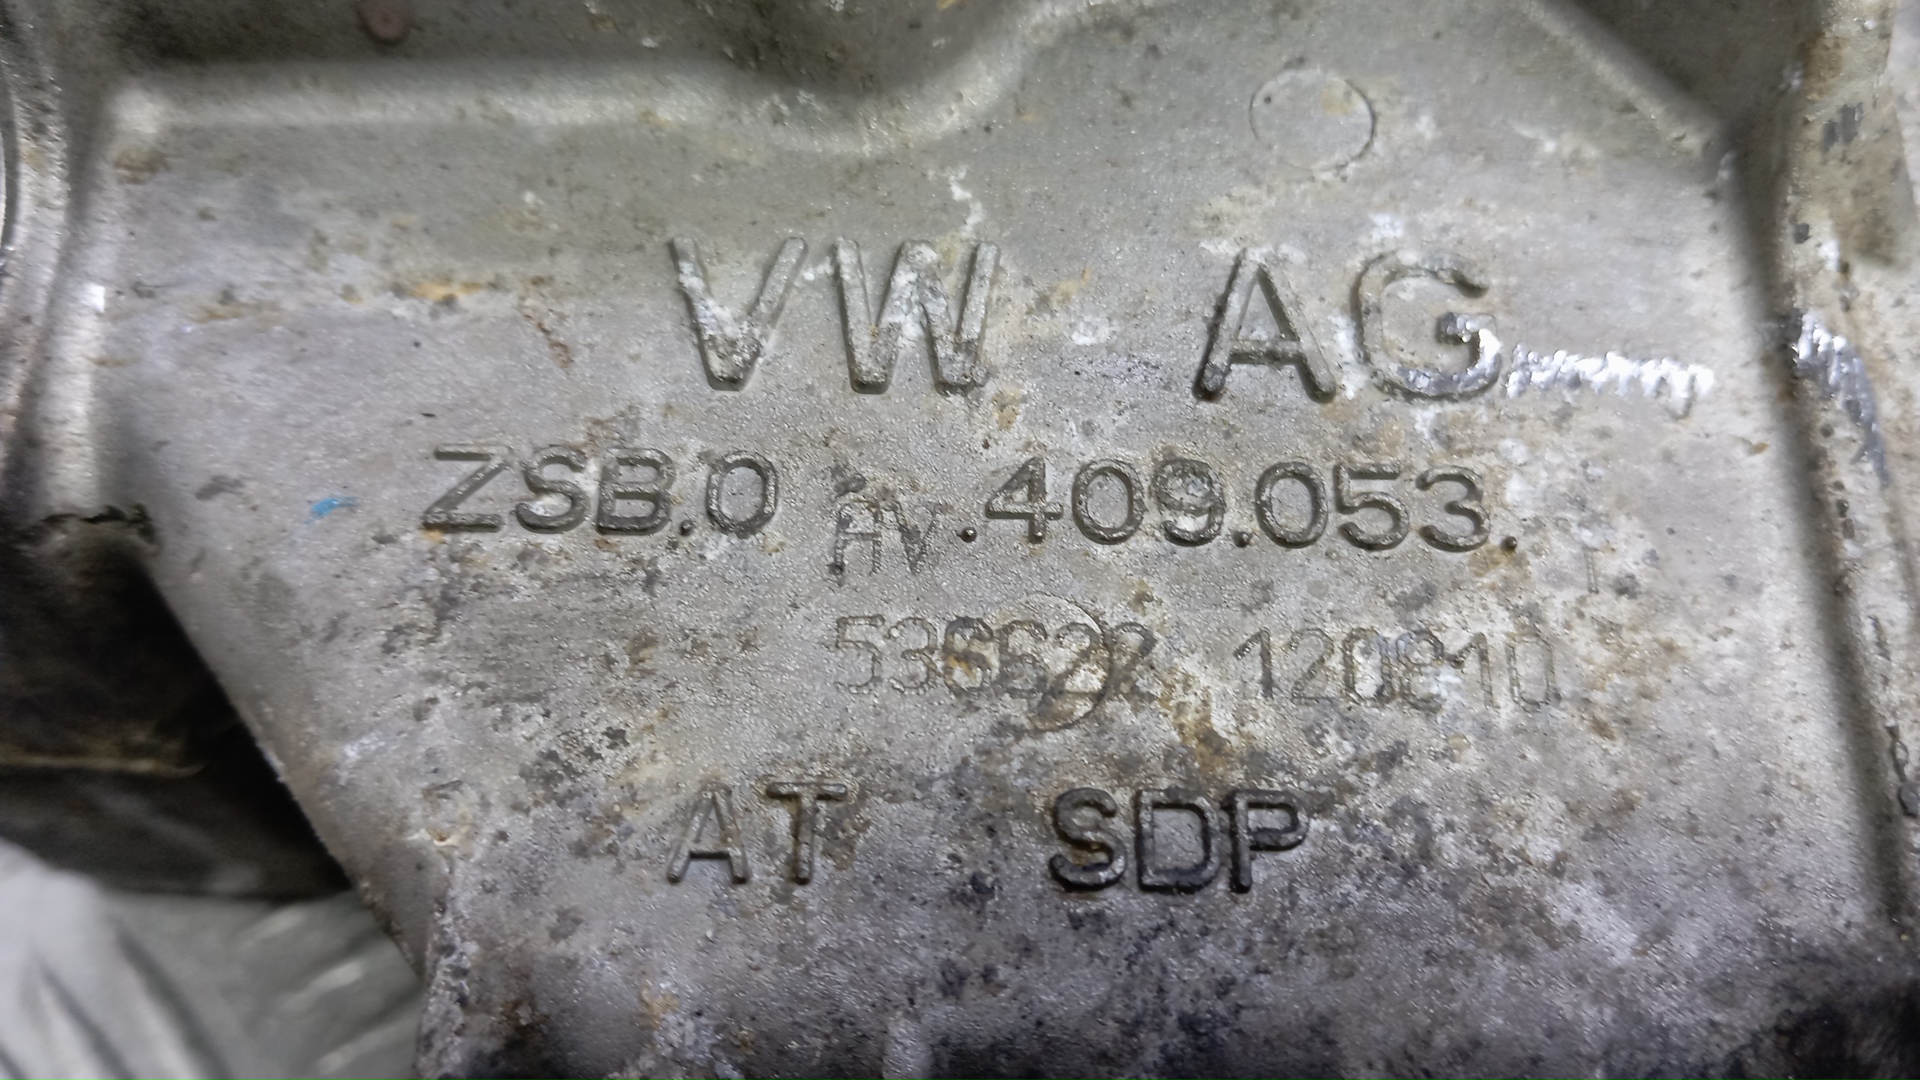 VW AG
ZSB.0 AV .409.053.
536622 120810
AT SDP